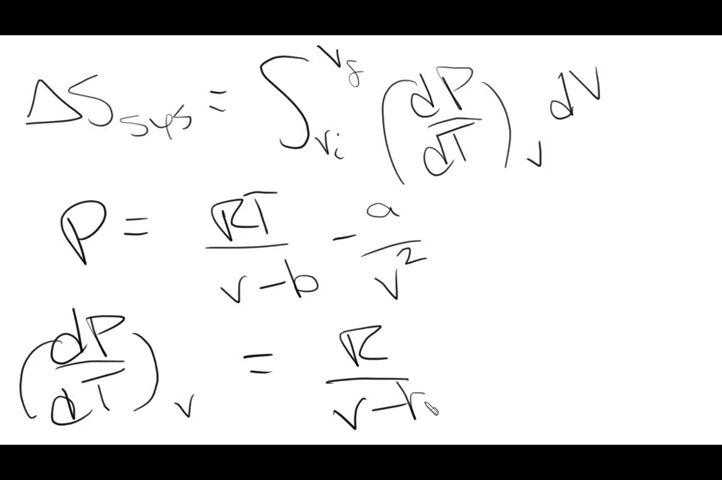 ΔS_sys = ∫_{Vi}^{Vf} (dP/dT)_V dV
P = RT/(V-b) - a/V²
(dP/dT)_V = R/(V-b)